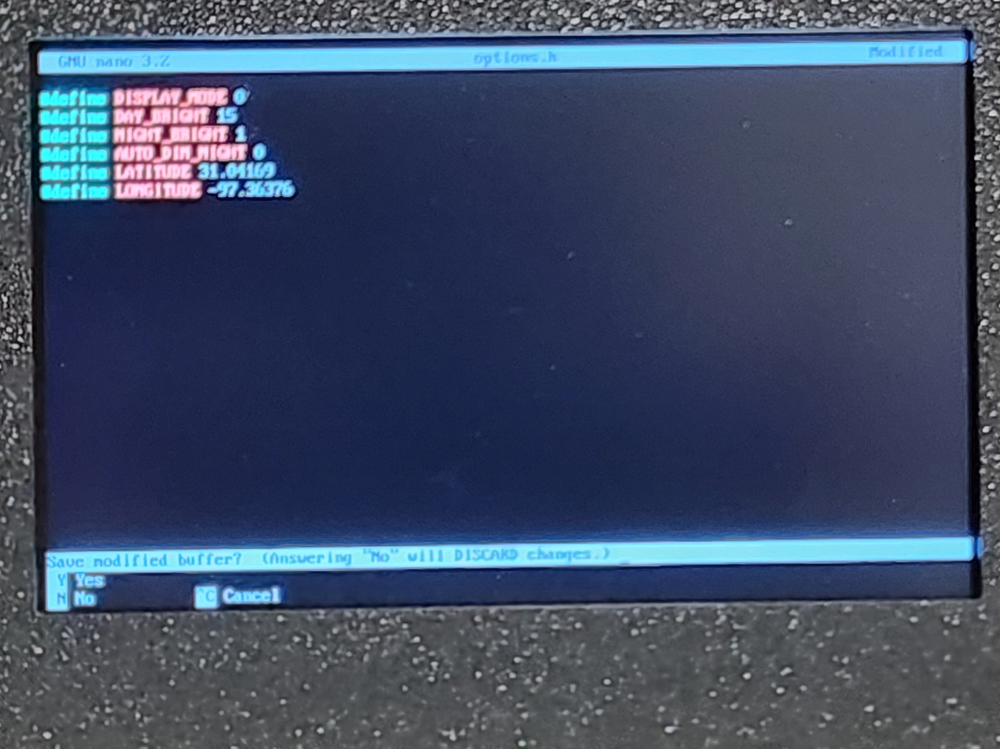 GNU nano 3.2 options.h Modified
#define DISPLAY_MODE 0
#define DAY_BRIGHT 15
#define NIGHT_BRIGHT 1
#define AUTO_DIM_NIGHT 0
#define LATITUDE 31.04169
#define LONGITUDE -97.36376
Save modified buffer? (Answering "No" will DISCARD changes.)
Y Yes
N No ^C Cancel